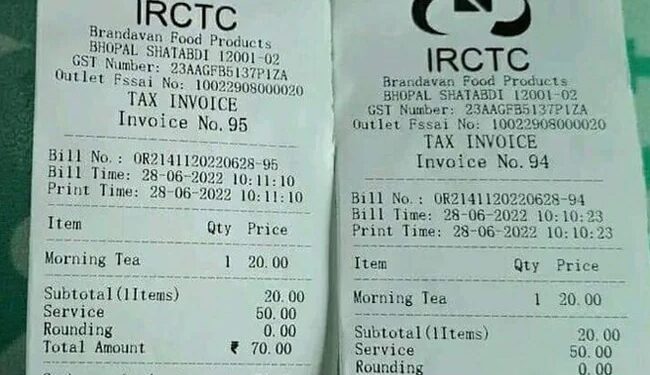 IRCTC
Brandavan Food Products
BHOPAL SHATABDI 12001-02
GST Number: 23AAGFB5137P1ZA
Outlet Fssai No: 10022908000020
TAX INVOICE
Invoice No. 95
Bill No.: OR2141120220628-95
Bill Time: 28-06-2022 10:11:10
Print Time: 28-06-2022 10:11:10
Item Qty Price
Morning Tea 1 20.00
Subtotal(1Items) 20.00
Service 50.00
Rounding 0.00
Total Amount ₹ 70.00
IRCTC
Brandavan Food Products
BHOPAL SHATABDI 12001-02
GST Number: 23AAGFB5137P1ZA
Outlet Fssai No: 10022908000020
TAX INVOICE
Invoice No. 94
Bill No.: OR2141120220628-94
Bill Time: 28-06-2022 10:10:23
Print Time: 28-06-2022 10:10:23
Item Qty Price
Morning Tea 1 20.00
Subtotal(1Items) 20.00
Service 50.00
Rounding 0.00